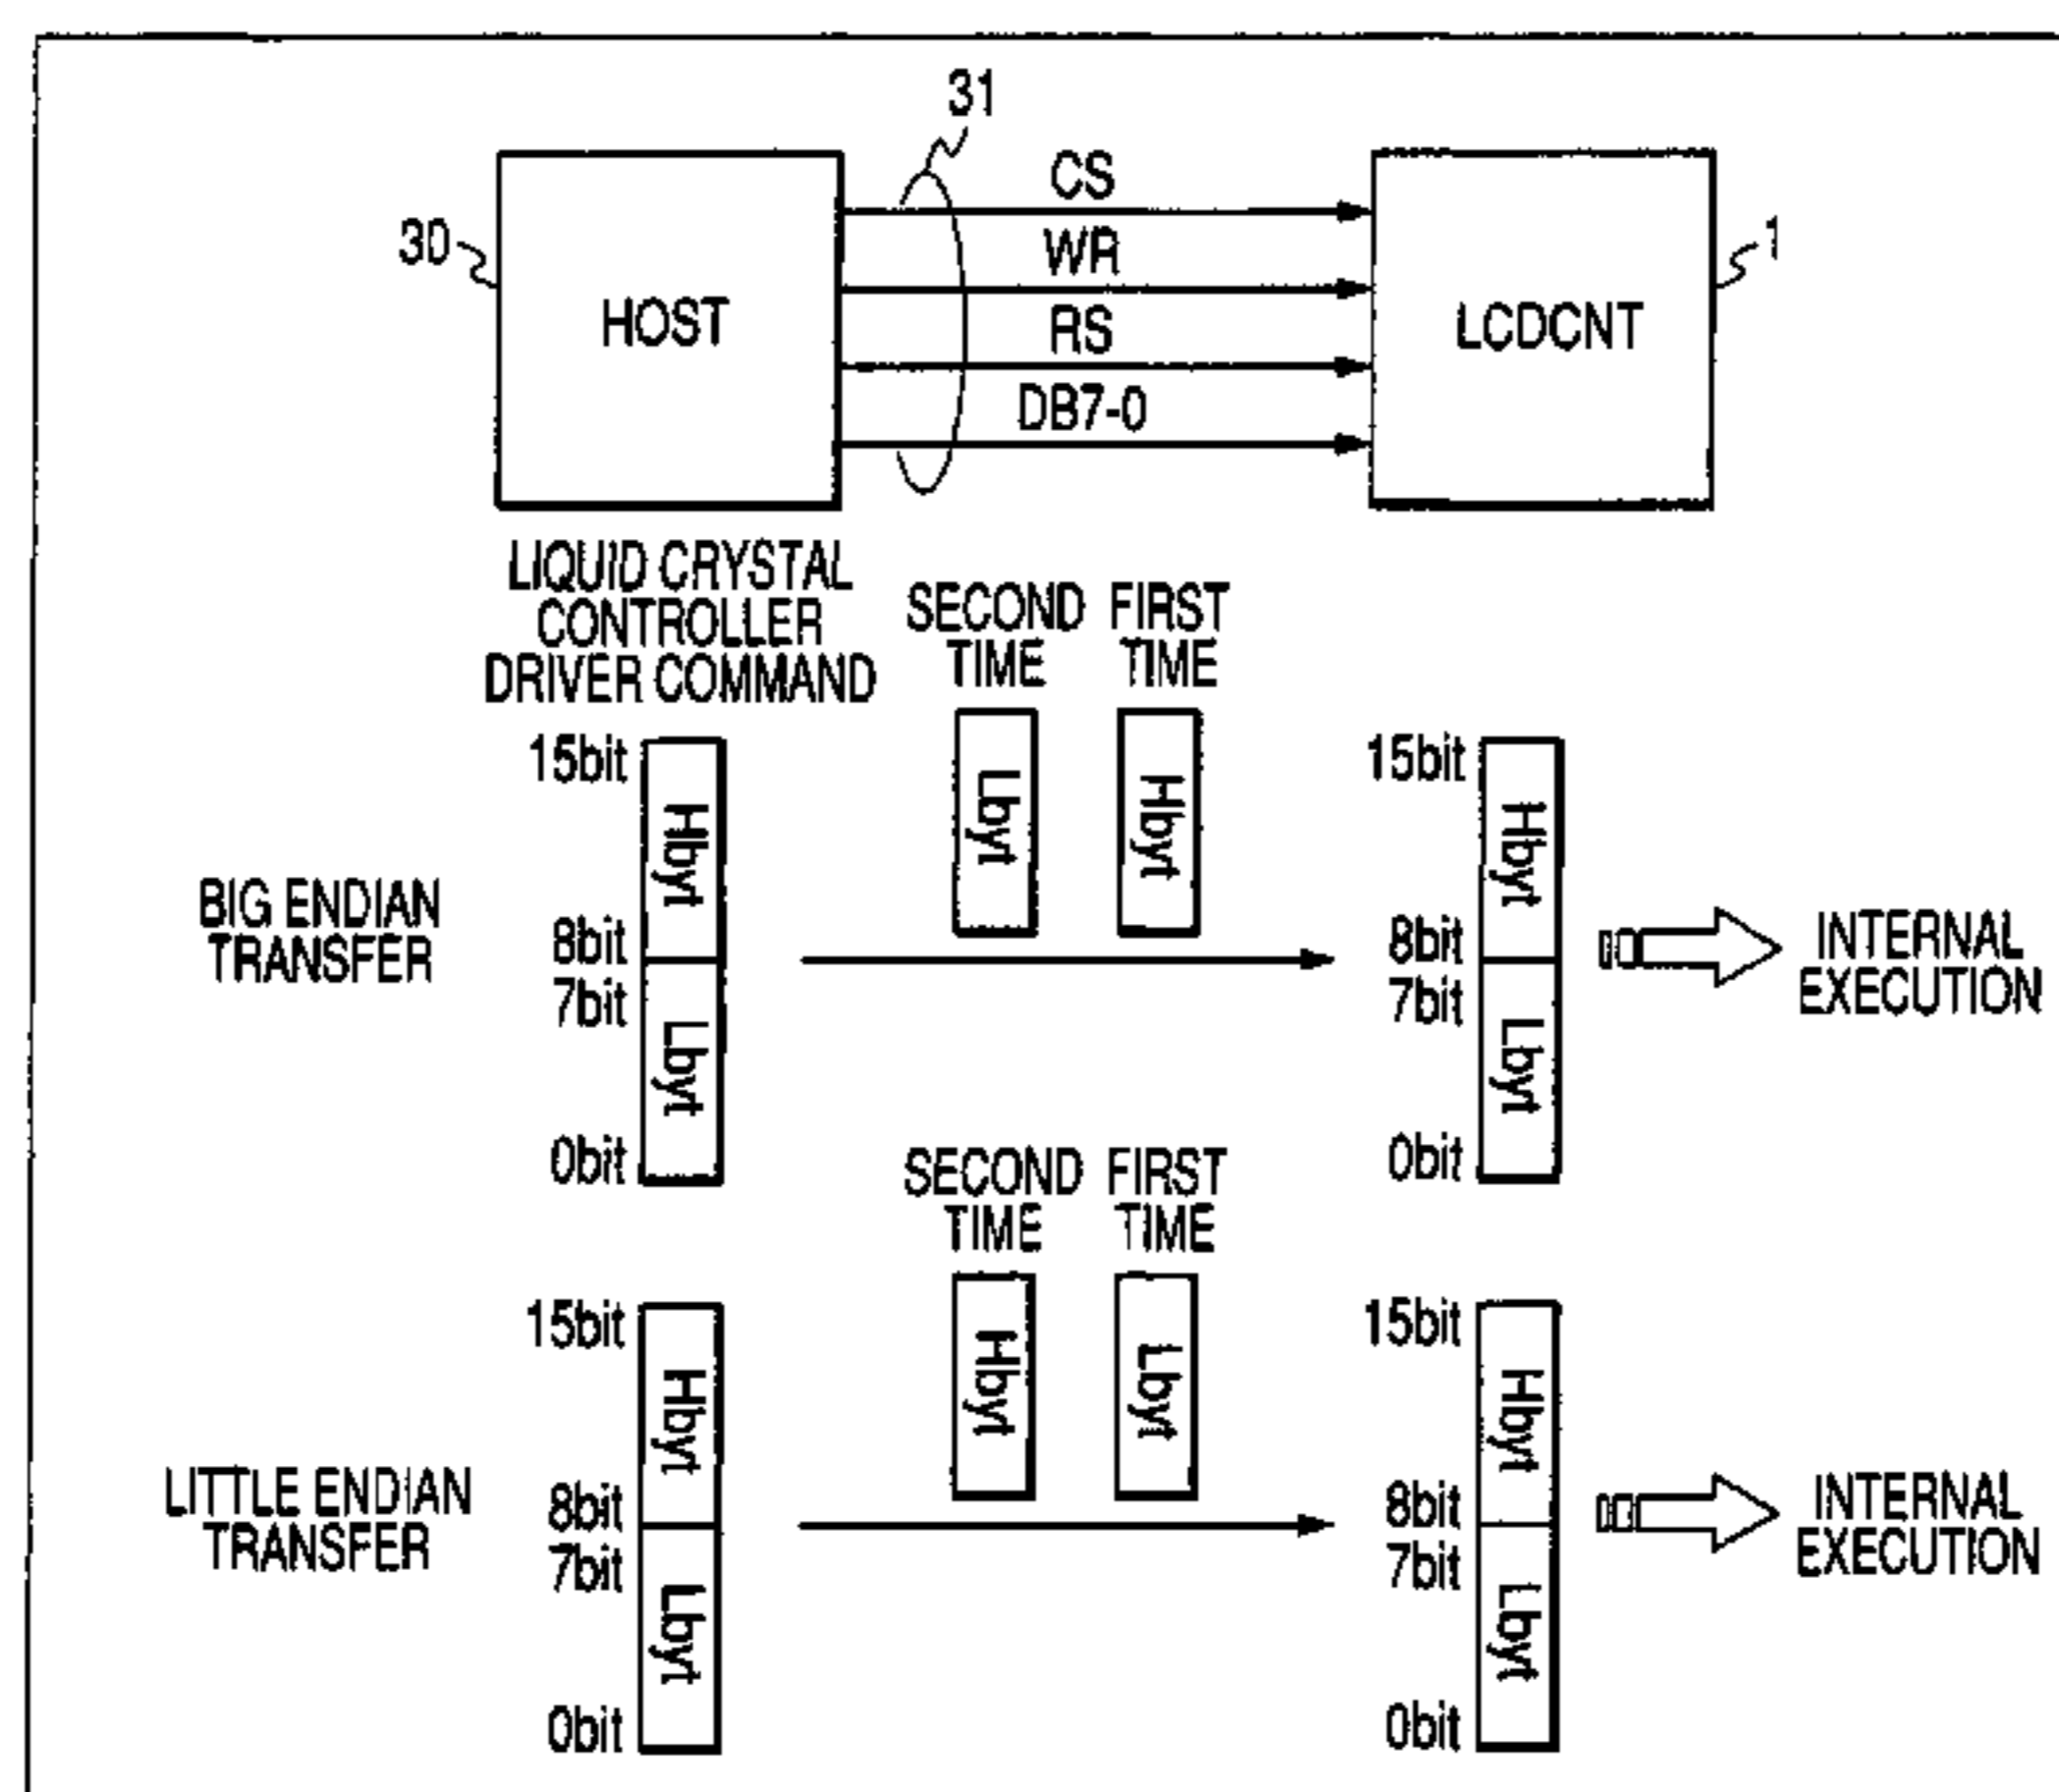 31
CS
30
WR
1
HOST
RS
LCDCNT
DB7-0
LIQUID CRYSTAL
CONTROLLER
DRIVER COMMAND
SECOND
TIME
FIRST
TIME
BIG ENDIAN
TRANSFER
15bit
Hbyt
8bit
7bit
Lbyt
0bit
Lbyt
Hbyt
15bit
Hbyt
8bit
7bit
Lbyt
0bit
INTERNAL
EXECUTION
SECOND
TIME
FIRST
TIME
LITTLE ENDIAN
TRANSFER
15bit
Hbyt
8bit
7bit
Lbyt
0bit
Hbyt
Lbyt
15bit
Hbyt
8bit
7bit
Lbyt
0bit
INTERNAL
EXECUTION